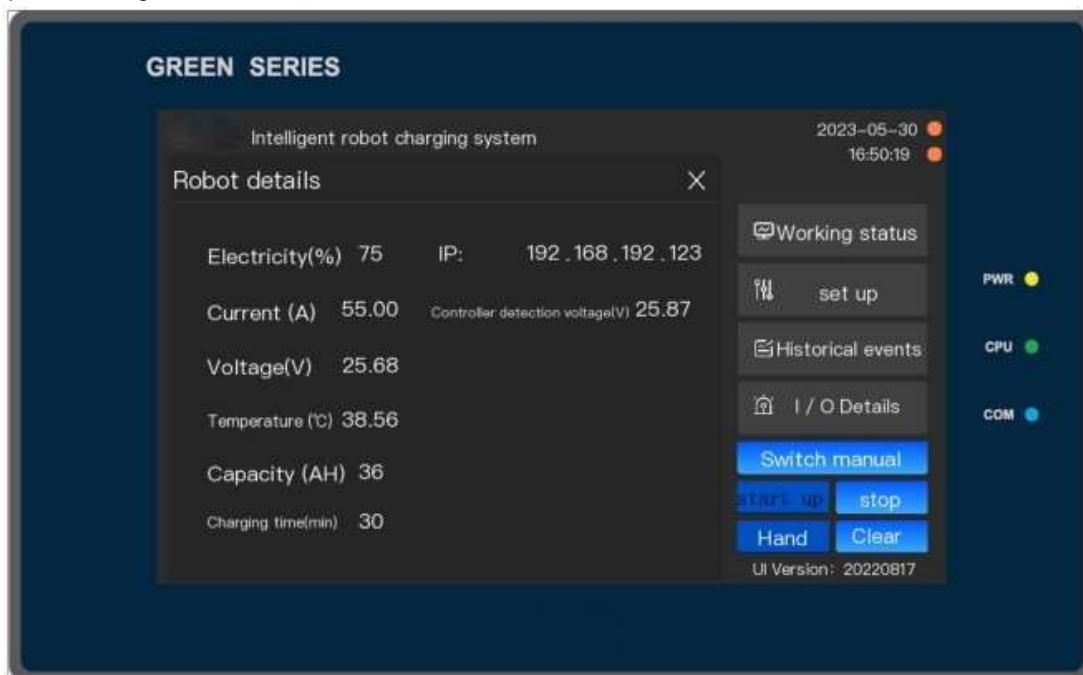 GREEN SERIES
Intelligent robot charging system
2023-05-30
16:50:19
Robot details
Electricity(%) 75 IP: 192.168.192.123
Current (A) 55.00 Controller detection voltage(V) 25.87
Voltage(V) 25.68
Temperature (℃) 38.56
Capacity (AH) 36
Charging time(min) 30
Working status
set up
Historical events
I / O Details
Switch manual
start up stop
Hand Clear
UI Version: 20220817
PWR
CPU
COM